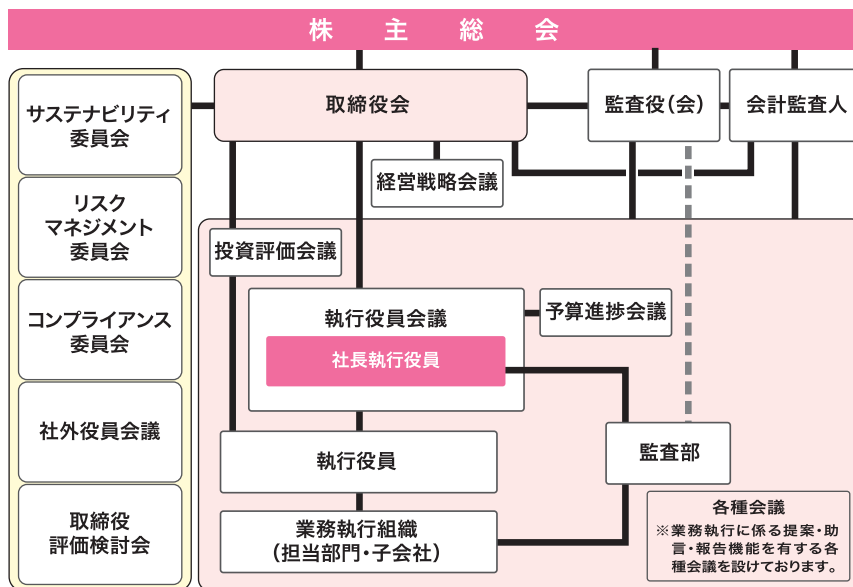 株主総会
サステナビリティ
委員会
リスク
マネジメント
委員会
コンプライアンス
委員会
社外役員会議
取締役
評価検討会
取締役会
監査役（会）
会計監査人
経営戦略会議
投資評価会議
執行役員会議
社長執行役員
予算進捗会議
執行役員
監査部
業務執行組織
（担当部門・子会社）
各種会議
※業務執行に係る提案・助
言・報告機能を有する各
種会議を設けております。